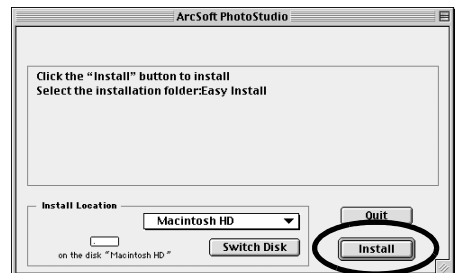 ArcSoft PhotoStudio
Click the “Install” button to install
Select the installation folder:Easy Install
Install Location
Macintosh HD
on the disk “Macintosh HD”
Switch Disk
Quit
Install